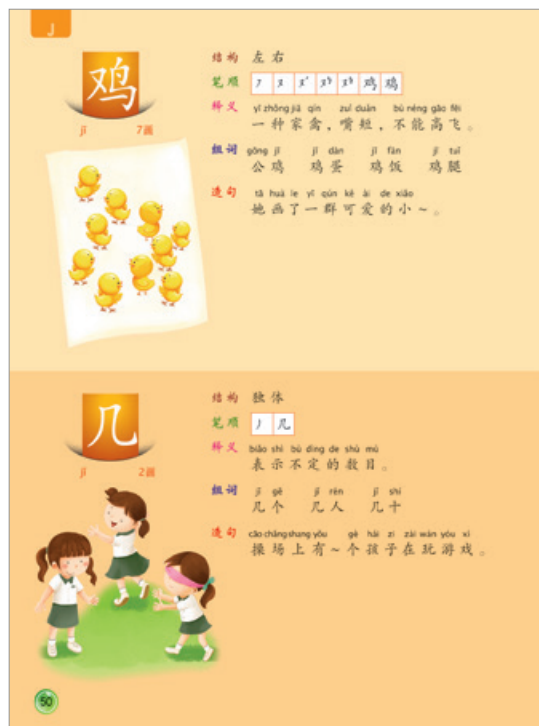 J
鸡
jī 7画
结构 左右
笔顺 鸡
释义 yī zhǒng jiā qín zuǐ duǎn bù néng gāo fēi
一种家禽，嘴短，不能高飞。
组词 gōng jī jī dàn jī fàn jī tuǐ
公鸡 鸡蛋 鸡饭 鸡腿
造句 tā huà le yī qún kě ài de xiǎo
她画了一群可爱的小～。
几
jǐ 2画
结构 独体
笔顺 丿 几
释义 biǎo shì bù dìng de shù mù
表示不定的数目。
组词 jǐ gè jǐ rén jǐ shí
几个 几人 几十
造句 cāo chǎng shang yǒu gè hái zi zài wán yóu xì
操场上有～个孩子在玩游戏。
50